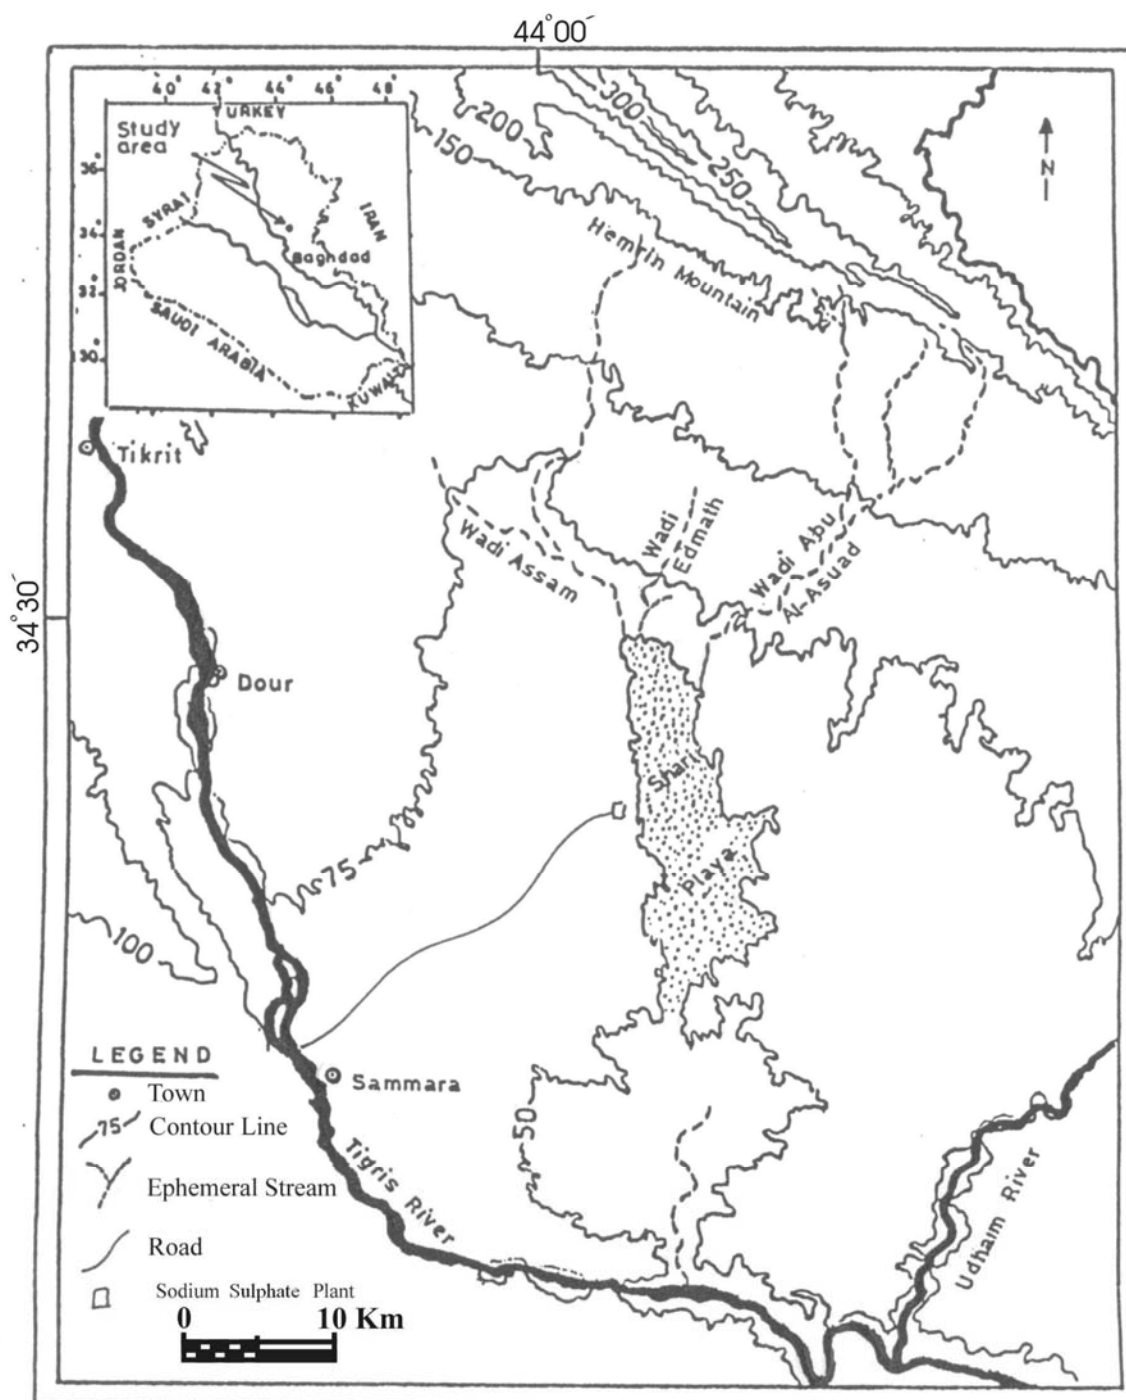 44°00′
40° 42° 44° 46° 48°
TURKEY
Study
area
36°
SYRAI
IRAN
34°
JORDAN
Baghdad
32°
SAUDI ARABIA
30°
KUWAIT
300
200
250
150
N
Hemrin Mountain
Tikrit
Wadi Assam
Wadi
Edmath
Wadi Abu
Al-Asuad
34°30′
Dour
Shari
Playa
75
100
LEGEND
Town
75 Contour Line
Ephemeral Stream
Road
Sodium Sulphate Plant
0 10 Km
Sammara
50
Tigris River
Udhaim River